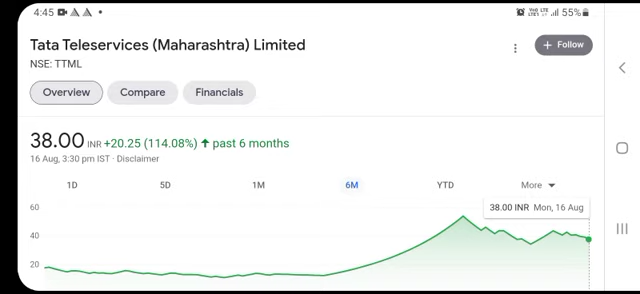 4:45 55%
Tata Teleservices (Maharashtra) Limited
+ Follow
NSE: TTML
Overview Compare Financials
38.00 INR +20.25 (114.08%) ↑ past 6 months
16 Aug, 3:30 pm IST · Disclaimer
1D 5D 1M 6M YTD More
38.00 INR Mon, 16 Aug
60
40
20